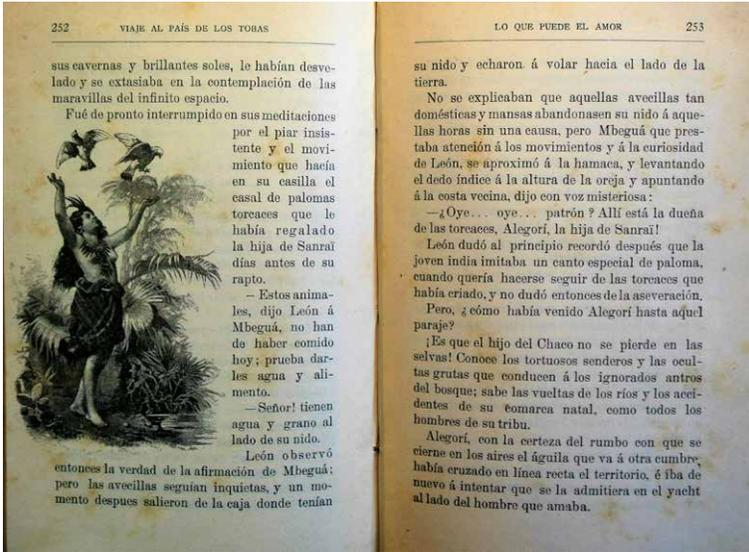 252 VIAJE AL PAÍS DE LOS TOBAS
sus cavernas y brillantes soles, le habían desve-
lado y se extasiaba en la contemplación de las
maravillas del infinito espacio.
Fué de pronto interrumpido en sus meditaciones
por el piar insis-
tente y el movi-
miento que hacía
en su casilla el
casal de palomas
torcaces que le
había regalado
la hija de Sanraï
días antes de su
rapto.
— Estos anima-
les, dijo León á
Mbeguá, no han
de haber comido
hoy; prueba dar-
les agua y ali-
mento.
—Señor! tienen
agua y grano al
lado de su nido.
León observó
entonces la verdad de la afirmación de Mbeguá;
pero las avecillas seguían inquietas, y un mo-
mento despues salieron de la caja donde tenían
LO QUE PUEDE EL AMOR 253
su nido y echaron á volar hacia el lado de la
tierra.
No se explicaban que aquellas avecillas tan
domésticas y mansas abandonasen su nido á aque-
llas horas sin una causa, pero Mbeguá que pres-
taba atención á los movimientos y á la curiosidad
de León, se aproximó á la hamaca, y levantando
el dedo índice á la altura de la oreja y apuntando
á la costa vecina, dijo con voz misteriosa:
—¿Oye... oye... patrón? Allí está la dueña
de las torcaces, Alegorí, la hija de Sanraï!
León dudó al principio recordó después que la
joven india imitaba un canto especial de paloma,
cuando quería hacerse seguir de las torcaces que
había criado, y no dudó entonces de la aseveración.
Pero, ¿cómo había venido Alegorí hasta aquel
paraje?
¡Es que el hijo del Chaco no se pierde en las
selvas! Conoce los tortuosos senderos y las ocul-
tas grutas que conducen á los ignorados antros
del bosque; sabe las vueltas de los ríos y los acci-
dentes de su comarca natal, como todos los
hombres de su tribu.
Alegorí, con la certeza del rumbo con que se
cierne en los aires el águila que va á otra cumbre,
había cruzado en línea recta el territorio, é iba de
nuevo á intentar que se la admitiera en el yacht
al lado del hombre que amaba.